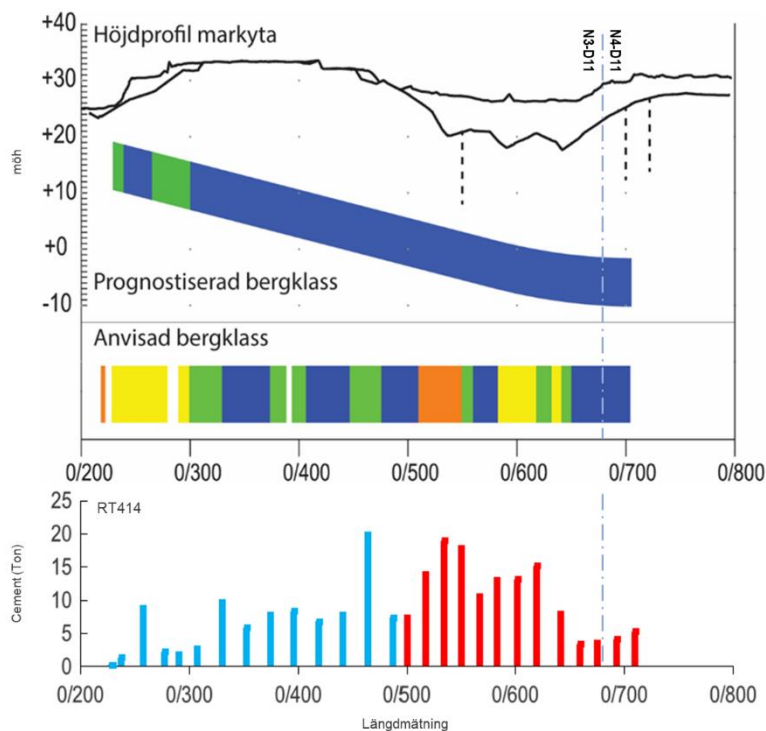 Höjdprofil markyta
N3-D11
N4-D11
+40
+30
+20
+10
+0
-10
möh
Prognostiserad bergklass
Anvisad bergklass
0/200 0/300 0/400 0/500 0/600 0/700 0/800
RT414
25
20
15
10
5
0
Cement (Ton)
0/200 0/300 0/400 0/500 0/600 0/700 0/800
Längdmätning